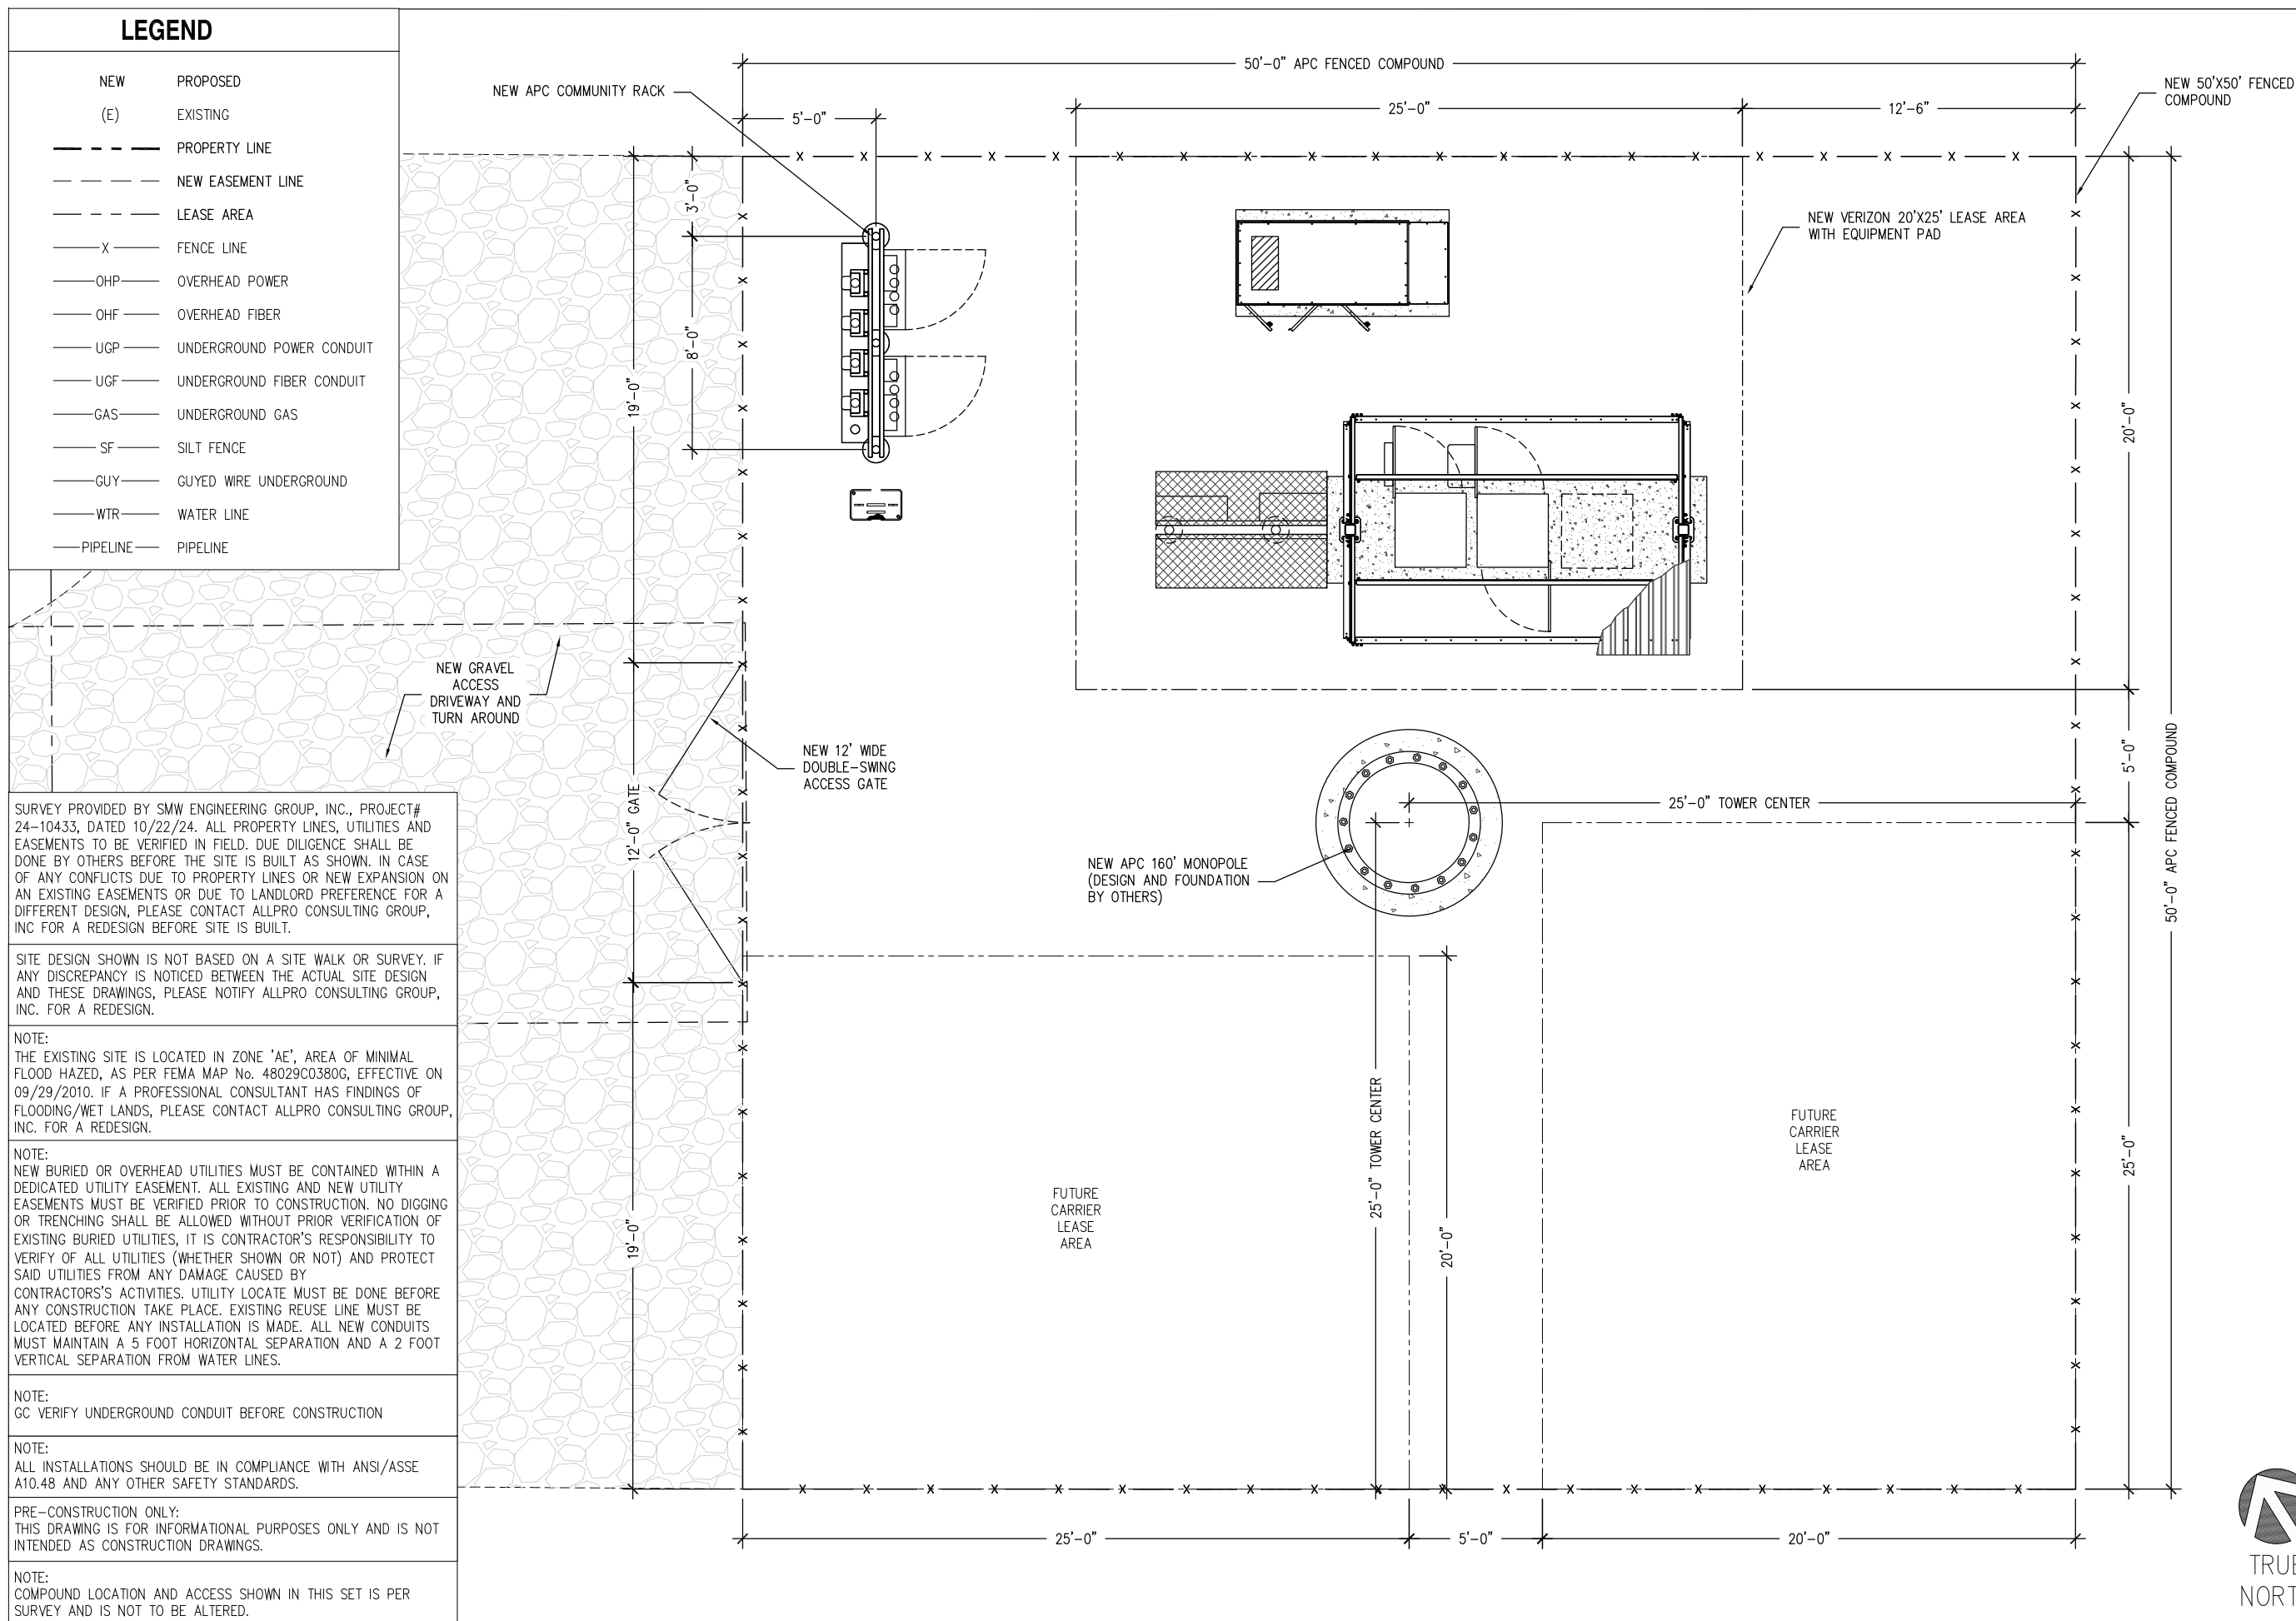 LEGEND
NEW PROPOSED
(E) EXISTING
PROPERTY LINE
NEW EASEMENT LINE
LEASE AREA
X FENCE LINE
OHP OVERHEAD POWER
OHF OVERHEAD FIBER
UGP UNDERGROUND POWER CONDUIT
UGF UNDERGROUND FIBER CONDUIT
GAS UNDERGROUND GAS
SF SILT FENCE
GUY GUYED WIRE UNDERGROUND
WTR WATER LINE
PIPELINE PIPELINE
SURVEY PROVIDED BY SMW ENGINEERING GROUP, INC., PROJECT#
24-10433, DATED 10/22/24. ALL PROPERTY LINES, UTILITIES AND
EASEMENTS TO BE VERIFIED IN FIELD. DUE DILIGENCE SHALL BE
DONE BY OTHERS BEFORE THE SITE IS BUILT AS SHOWN. IN CASE
OF ANY CONFLICTS DUE TO PROPERTY LINES OR NEW EXPANSION ON
AN EXISTING EASEMENTS OR DUE TO LANDLORD PREFERENCE FOR A
DIFFERENT DESIGN, PLEASE CONTACT ALLPRO CONSULTING GROUP,
INC FOR A REDESIGN BEFORE SITE IS BUILT.
SITE DESIGN SHOWN IS NOT BASED ON A SITE WALK OR SURVEY. IF
ANY DISCREPANCY IS NOTICED BETWEEN THE ACTUAL SITE DESIGN
AND THESE DRAWINGS, PLEASE NOTIFY ALLPRO CONSULTING GROUP,
INC. FOR A REDESIGN.
NOTE:
THE EXISTING SITE IS LOCATED IN ZONE 'AE', AREA OF MINIMAL
FLOOD HAZED, AS PER FEMA MAP No. 48029C0380G, EFFECTIVE ON
09/29/2010. IF A PROFESSIONAL CONSULTANT HAS FINDINGS OF
FLOODING/WET LANDS, PLEASE CONTACT ALLPRO CONSULTING GROUP,
INC. FOR A REDESIGN.
NOTE:
NEW BURIED OR OVERHEAD UTILITIES MUST BE CONTAINED WITHIN A
DEDICATED UTILITY EASEMENT. ALL EXISTING AND NEW UTILITY
EASEMENTS MUST BE VERIFIED PRIOR TO CONSTRUCTION. NO DIGGING
OR TRENCHING SHALL BE ALLOWED WITHOUT PRIOR VERIFICATION OF
EXISTING BURIED UTILITIES, IT IS CONTRACTOR'S RESPONSIBILITY TO
VERIFY OF ALL UTILITIES (WHETHER SHOWN OR NOT) AND PROTECT
SAID UTILITIES FROM ANY DAMAGE CAUSED BY
CONTRACTORS'S ACTIVITIES. UTILITY LOCATE MUST BE DONE BEFORE
ANY CONSTRUCTION TAKE PLACE. EXISTING REUSE LINE MUST BE
LOCATED BEFORE ANY INSTALLATION IS MADE. ALL NEW CONDUITS
MUST MAINTAIN A 5 FOOT HORIZONTAL SEPARATION AND A 2 FOOT
VERTICAL SEPARATION FROM WATER LINES.
NOTE:
GC VERIFY UNDERGROUND CONDUIT BEFORE CONSTRUCTION
NOTE:
ALL INSTALLATIONS SHOULD BE IN COMPLIANCE WITH ANSI/ASSE
A10.48 AND ANY OTHER SAFETY STANDARDS.
PRE-CONSTRUCTION ONLY:
THIS DRAWING IS FOR INFORMATIONAL PURPOSES ONLY AND IS NOT
INTENDED AS CONSTRUCTION DRAWINGS.
NOTE:
COMPOUND LOCATION AND ACCESS SHOWN IN THIS SET IS PER
SURVEY AND IS NOT TO BE ALTERED.
50'-0" APC FENCED COMPOUND
NEW APC COMMUNITY RACK
5'-0"
25'-0"
12'-6"
NEW 50'X50' FENCED
COMPOUND
3'-0"
8'-0"
19'-0"
NEW VERIZON 20'X25' LEASE AREA
WITH EQUIPMENT PAD
20'-0"
NEW GRAVEL
ACCESS
DRIVEWAY AND
TURN AROUND
NEW 12' WIDE
DOUBLE-SWING
ACCESS GATE
12'-0" GATE
5'-0"
50'-0" APC FENCED COMPOUND
25'-0" TOWER CENTER
NEW APC 160' MONOPOLE
(DESIGN AND FOUNDATION
BY OTHERS)
25'-0" TOWER CENTER
FUTURE
CARRIER
LEASE
AREA
FUTURE
CARRIER
LEASE
AREA
25'-0"
19'-0"
20'-0"
25'-0"
5'-0"
20'-0"
TRUE
NORT